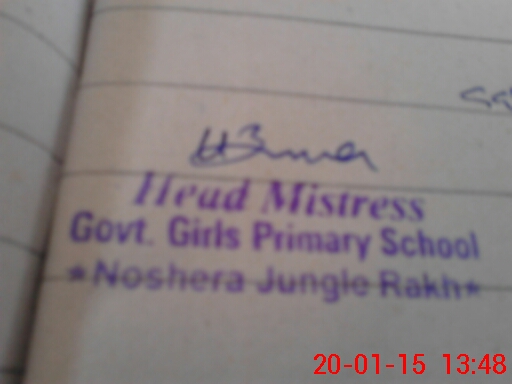 Head Mistress
Govt. Girls Primary School
*Noshera Jungle Rakh*
20-01-15 13:48